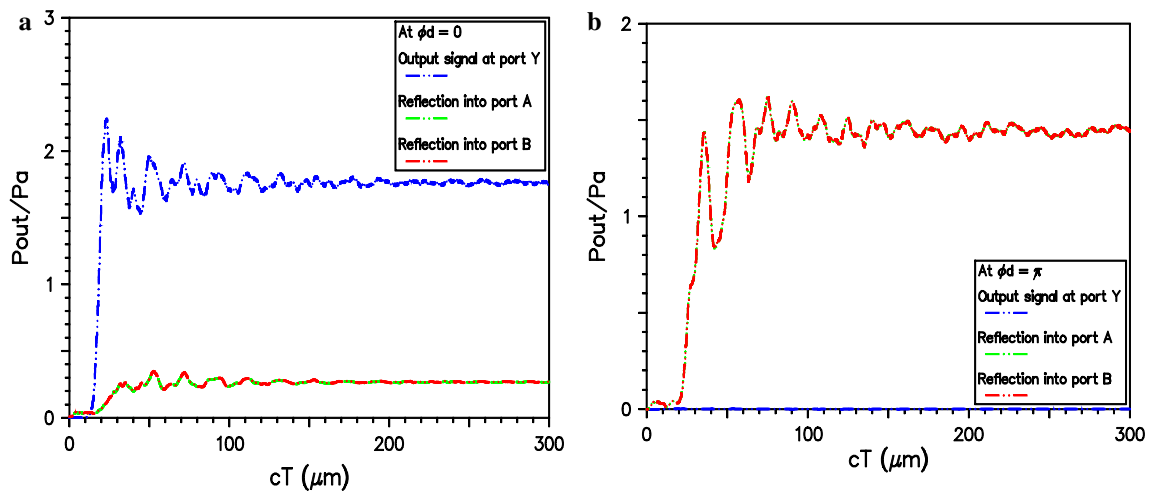 a
3
2
1
0
Pout/Pa
At ϕd = 0
Output signal at port Y
Reflection into port A
Reflection into port B
0
100
200
300
cT (μm)
b
2
1
0
Pout/Pa
At ϕd = π
Output signal at port Y
Reflection into port A
Reflection into port B
0
100
200
300
cT (μm)